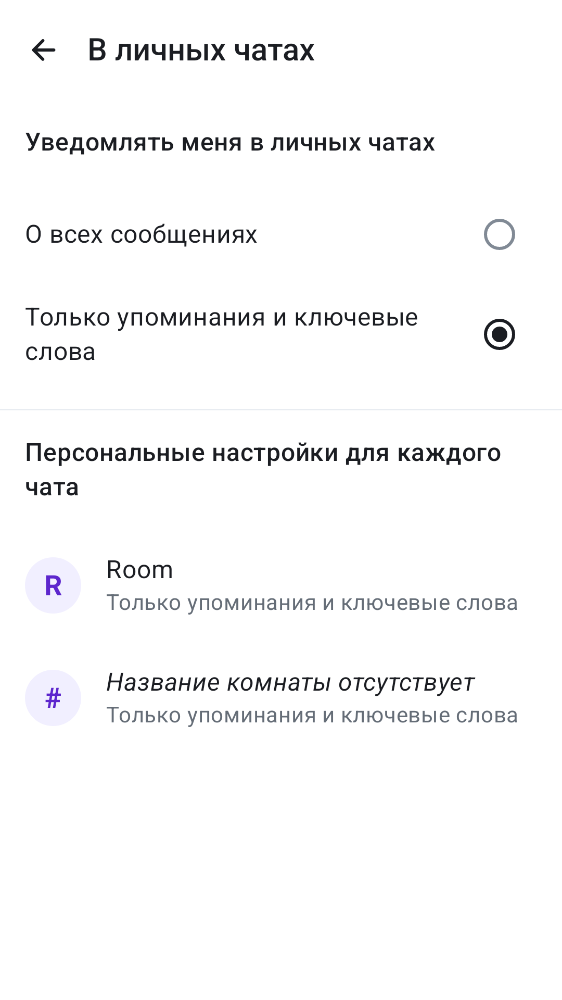 В личных чатах
Уведомлять меня в личных чатах
О всех сообщениях
Только упоминания и ключевые
слова
Персональные настройки для каждого
чата
R
Room
Только упоминания и ключевые слова
#
Название комнаты отсутствует
Только упоминания и ключевые слова